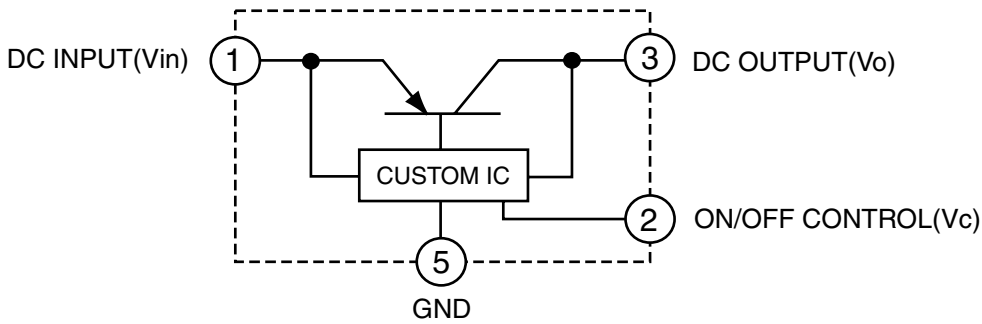 DC INPUT(Vin) 1 3 DC OUTPUT(Vo)
CUSTOM IC
2 ON/OFF CONTROL(Vc)
5
GND